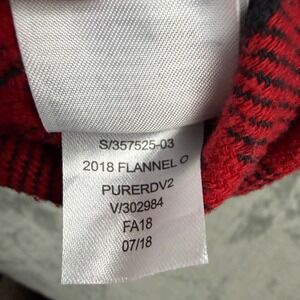 S/357525-03
2018 FLANNEL O
PURERDV2
V/302984
FA18
07/18